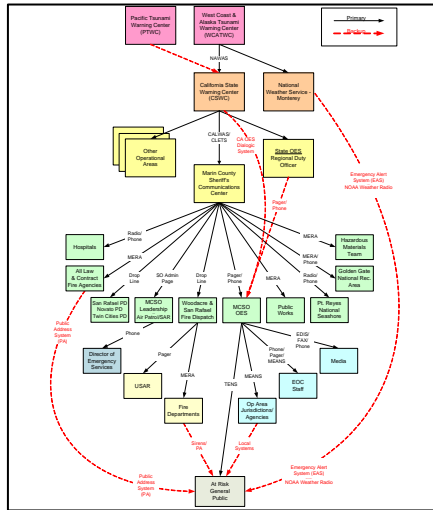 Pacific Tsunami
Warning Center
(PTWC)
West Coast &
Alaska Tsunami
Warning Center
(WCATWC)
Primary
Backup
NAWAS
California State
Warning Center
(CSWC)
National
Weather Service -
Monterey
CALWAS/
CLETS
CA-OES
Dialogic
System
Other
Operational
Areas
State OES
Regional Duty
Officer
Marin County
Sheriff's
Communications
Center
Emergency Alert
System (EAS)
NOAA Weather Radio
Pager/
Phone
Hospitals
Radio/
Phone
MERA
Hazardous
Materials
Team
All Law
& Contract
Fire Agencies
MERA
MERA/
Phone
Golden Gate
National Rec.
Area
Drop
Line
SO Admin
Page
Drop
Line
Pager/
Phone
MERA
Radio/
Phone
San Rafael PD
Novato PD
Twin Cities PD
MCSO
Leadership
Air Patrol/SAR
Woodacre
& San Rafael
Fire Dispatch
MCSO
OES
Public
Works
Pt. Reyes
National
Seashore
Public
Address
System
(PA)
Phone
EDIS/
FAX/
Phone
Director of
Emergency
Services
Pager
Phone/
Pager/
MEANS
Media
USAR
MERA
TENS
MEANS
EOC
Staff
Fire
Departments
Op Area
Jurisdictions/
Agencies
Sirens/
PA
Local
Systems
Public
Address
System
(PA)
Emergency Alert
System (EAS)
NOAA Weather Radio
At Risk
General
Public